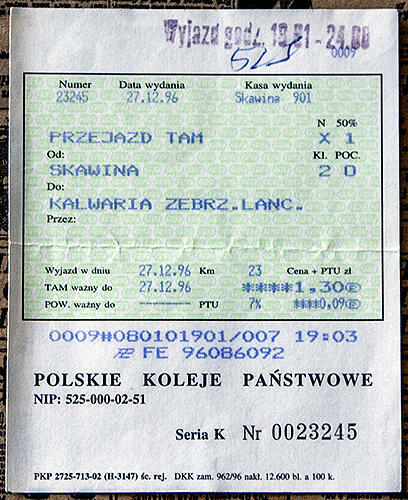 Wyjazd godz. 18.01 - 24.00
525
0009
Numer Data wydania Kasa wydania
23245 27.12.96 Skawina 901
N 50%
PRZEJAZD TAM X 1
Od: Kl. POC.
SKAWINA 2 O
Do:
KALWARIA ZEBRZ.LANC.
Przez:
Wyjazd w dniu 27.12.96 Km 23 Cena + PTU zł
TAM ważny do 27.12.96 ****1,30
POW. ważny do -------- PTU 7% ***0,09
0009#080101901/007 19:03
FE 96086092
POLSKIE KOLEJE PAŃSTWOWE
NIP: 525-000-02-51
Seria K Nr 0023245
PKP 2725-713-02 (H-3147) śc. rej. DKK zam. 962/96 nakł. 12.600 bl. a 100 k.